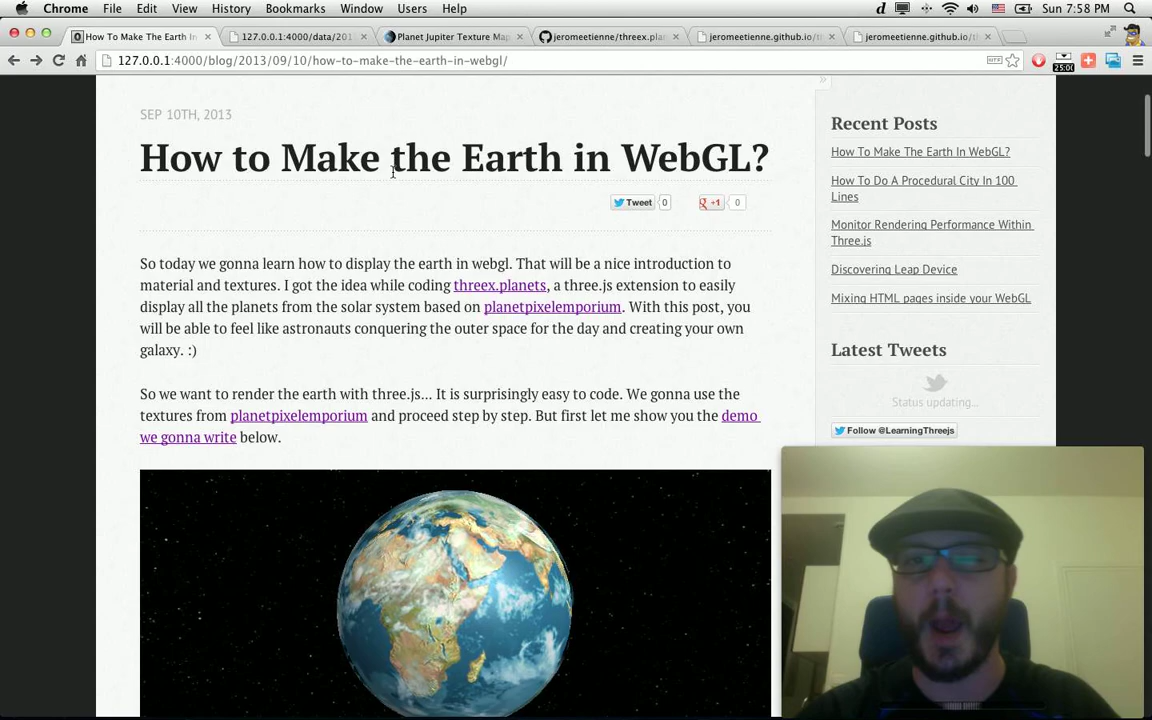 Chrome File Edit View History Bookmarks Window Users Help
Sun 7:58 PM
How To Make The Earth In
127.0.0.1:4000/data/201
Planet Jupiter Texture Map
jeromeetienne/threex.plan
jeromeetienne.github.io/th
jeromeetienne.github.io/th
127.0.0.1:4000/blog/2013/09/10/how-to-make-the-earth-in-webgl/
25:00
SEP 10TH, 2013
How to Make the Earth in WebGL?
Tweet 0 +1 0
So today we gonna learn how to display the earth in webgl. That will be a nice introduction to
material and textures. I got the idea while coding threex.planets, a three.js extension to easily
display all the planets from the solar system based on planetpixelemporium. With this post, you
will be able to feel like astronauts conquering the outer space for the day and creating your own
galaxy. :)
So we want to render the earth with three.js... It is surprisingly easy to code. We gonna use the
textures from planetpixelemporium and proceed step by step. But first let me show you the demo
we gonna write below.
Recent Posts
How To Make The Earth In WebGL?
How To Do A Procedural City In 100
Lines
Monitor Rendering Performance Within
Three.js
Discovering Leap Device
Mixing HTML pages inside your WebGL
Latest Tweets
Status updating...
Follow @LearningThreejs